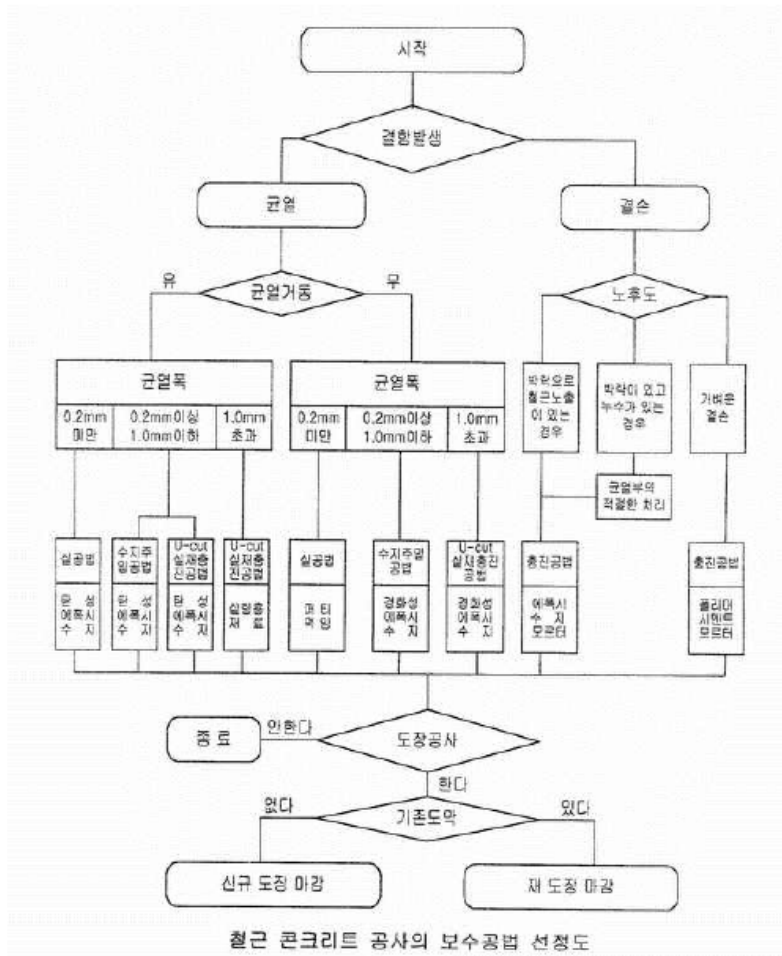 시작
결함발생
균열
결손
유
균열거동
무
노후도
균열폭
0.2mm
미만
0.2mm이상
1.0mm이하
1.0mm
초과
균열폭
0.2mm
미만
0.2mm이상
1.0mm이하
1.0mm
초과
박락으로
철근노출
이 있는
경우
박락이 있고
누수가 있는
경우
가벼운
결손
균열부의
적절한 처리
실공법
탄 성
에폭시
수 지
수지주
입공법
탄 성
에폭시
수 지
U-cut
실재충
진공법
탄 성
에폭시
U-cut
실재충
진공법
실링충
재 료
실공법
퍼 티
먹 임
수지주입
공법
경화성
에폭시
수 지
U-cut
실재충진
공법
경화성
에폭시
수 지
충진공법
에폭시
수 지
모르터
충진공법
폴리머
시멘트
모르터
종 료
안한다
도장공사
한다
없다
기존도막
있다
신규 도장 마감
재 도장 마감
철근 콘크리트 공사의 보수공법 선정도